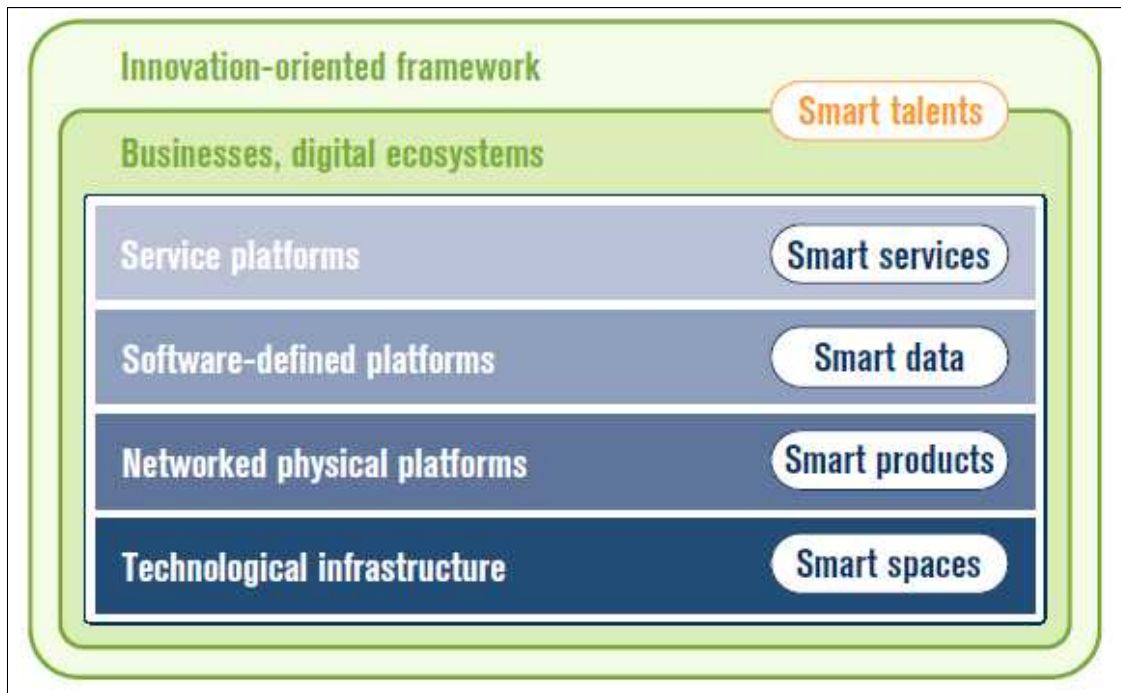 Innovation-oriented framework
Smart talents
Businesses, digital ecosystems
Service platforms
Smart services
Software-defined platforms
Smart data
Networked physical platforms
Smart products
Technological infrastructure
Smart spaces